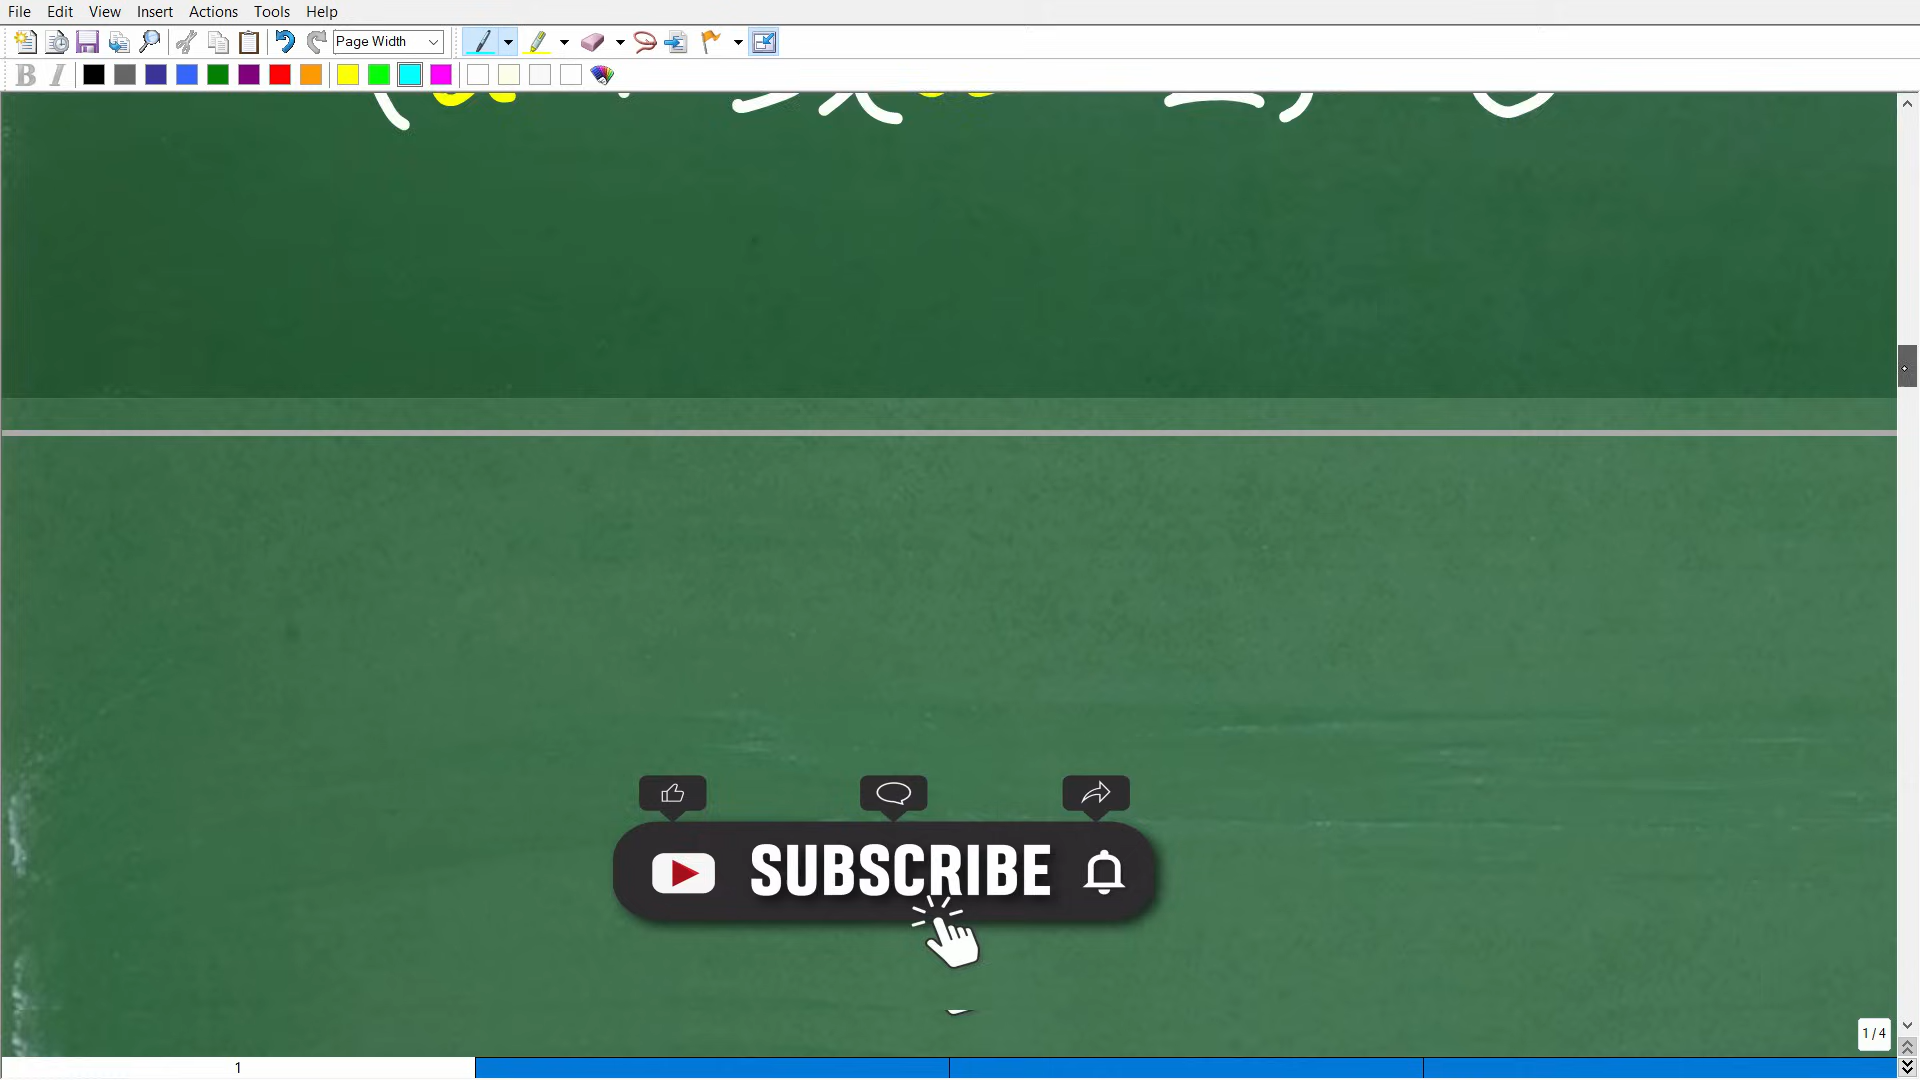 File Edit View Insert Actions Tools Help
Page Width
B I
SUBSCRIBE
1 / 4
1